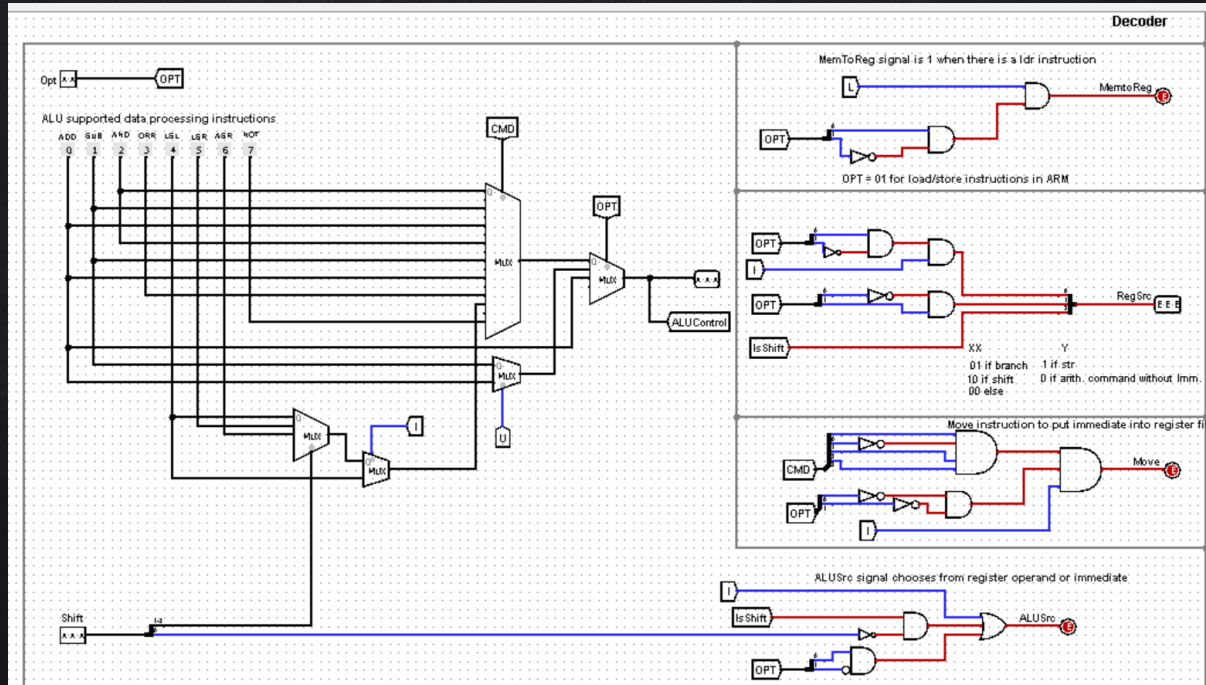 Decoder
Opt
OPT
ALU supported data processing instructions
ADD SUB AND ORR LSL LSR ASR NOT
0 1 2 3 4 5 6 7
CMD
MUX
OPT
MUX
ALUControl
MUX
U
MUX
MUX
I
Shift
1-2
MemToReg signal is 1 when there is a ldr instruction
L
MemtoReg
E
OPT
OPT = 01 for load/store instructions in ARM
OPT
I
OPT
IsShift
RegSrc
E E E
XX Y
01 if branch 1 if str
10 if shift 0 if arith. command without Imm.
00 else
Move instruction to put immediate into register fi
CMD
OPT
I
Move
E
ALUSrc signal chooses from register operand or immediate
I
IsShift
OPT
ALUSrc
E